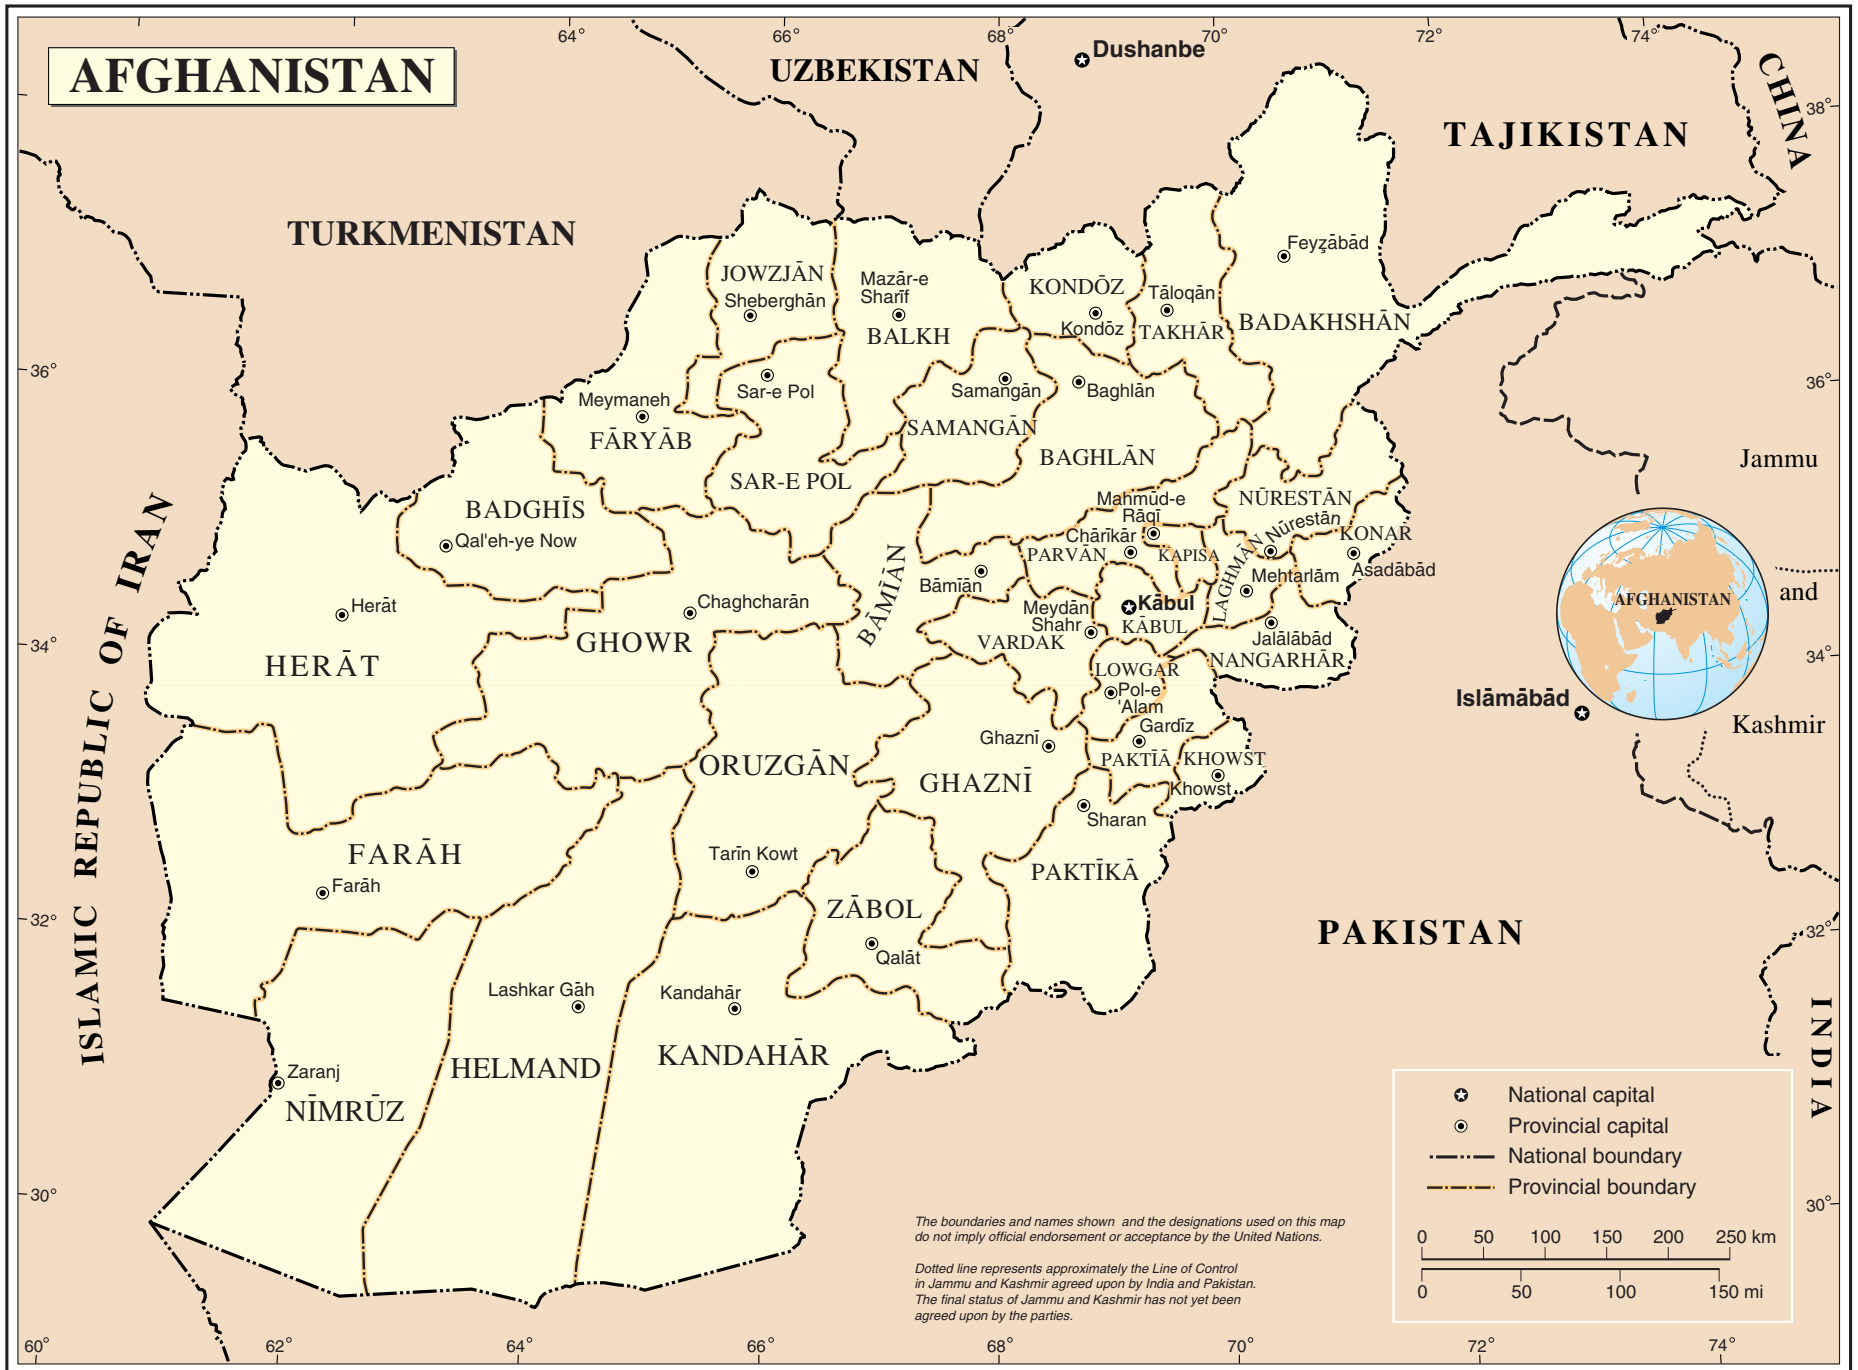 AFGHANISTAN
64°
66°
68°
70°
72°
74°
Dushanbe
UZBEKISTAN
TAJIKISTAN
CHINA
38°
TURKMENISTAN
Feyẕābād
JOWZJĀN
Sheberghān
Mazār-e
Sharīf
BALKH
KONDŌZ
Kondōz
Tāloqān
TAKHĀR
BADAKHSHĀN
36°
36°
Meymaneh
FĀRYĀB
Sar-e Pol
SAR-E POL
Samangān
SAMANGĀN
Baghlān
BAGHLĀN
Jammu
BADGHĪS
Qal'eh-ye Now
Mahmūd-e
Rāqī
Chārīkār
PARVĀN
KAPISA
NŪRESTĀN
Nūrestān
KONAR
Asadābād
LAGHMĀN
Mehtarlām
BĀMĪĀN
Bāmīān
and
AFGHANISTAN
Herāt
HERĀT
Chaghcharān
GHOWR
Meydān
Shahr
VARDAK
Kābul
KĀBUL
Jalālābād
NANGARHĀR
34°
34°
LOWGAR
Pol-e
'Alam
Islāmābād
Kashmir
ISLAMIC REPUBLIC OF IRAN
ORUZGĀN
Ghaznī
GHAZNĪ
Gardīz
PAKTĪĀ
KHOWST
Khowst
Sharan
PAKTĪKĀ
FARĀH
Farāh
Tarīn Kowt
ZĀBOL
Qalāt
32°
32°
PAKISTAN
INDIA
Lashkar Gāh
HELMAND
Kandahār
KANDAHĀR
Zaranj
NĪMRŪZ
National capital
Provincial capital
National boundary
Provincial boundary
30°
30°
0 50 100 150 200 250 km
0 50 100 150 mi
The boundaries and names shown and the designations used on this map
do not imply official endorsement or acceptance by the United Nations.
Dotted line represents approximately the Line of Control
in Jammu and Kashmir agreed upon by India and Pakistan.
The final status of Jammu and Kashmir has not yet been
agreed upon by the parties.
60°
62°
64°
66°
68°
70°
72°
74°